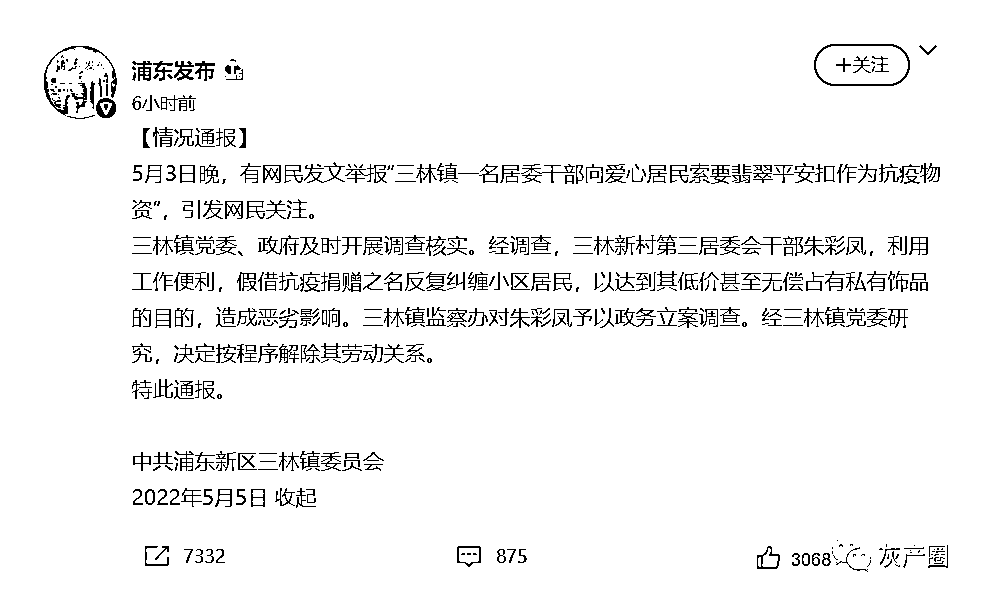 浦东发布
+关注
6小时前
【情况通报】
5月3日晚，有网民发文举报“三林镇一名居委干部向爱心居民索要翡翠平安扣作为抗疫物
资”，引发网民关注。
三林镇党委、政府及时开展调查核实。经调查，三林新村第三居委会干部朱彩凤，利用
工作便利，假借抗疫捐赠之名反复纠缠小区居民，以达到其低价甚至无偿占有私有饰品
的目的，造成恶劣影响。三林镇监察办对朱彩凤予以政务立案调查。经三林镇党委研
究，决定按程序解除其劳动关系。
特此通报。
中共浦东新区三林镇委员会
2022年5月5日 收起
7332
875
3068
灰产圈